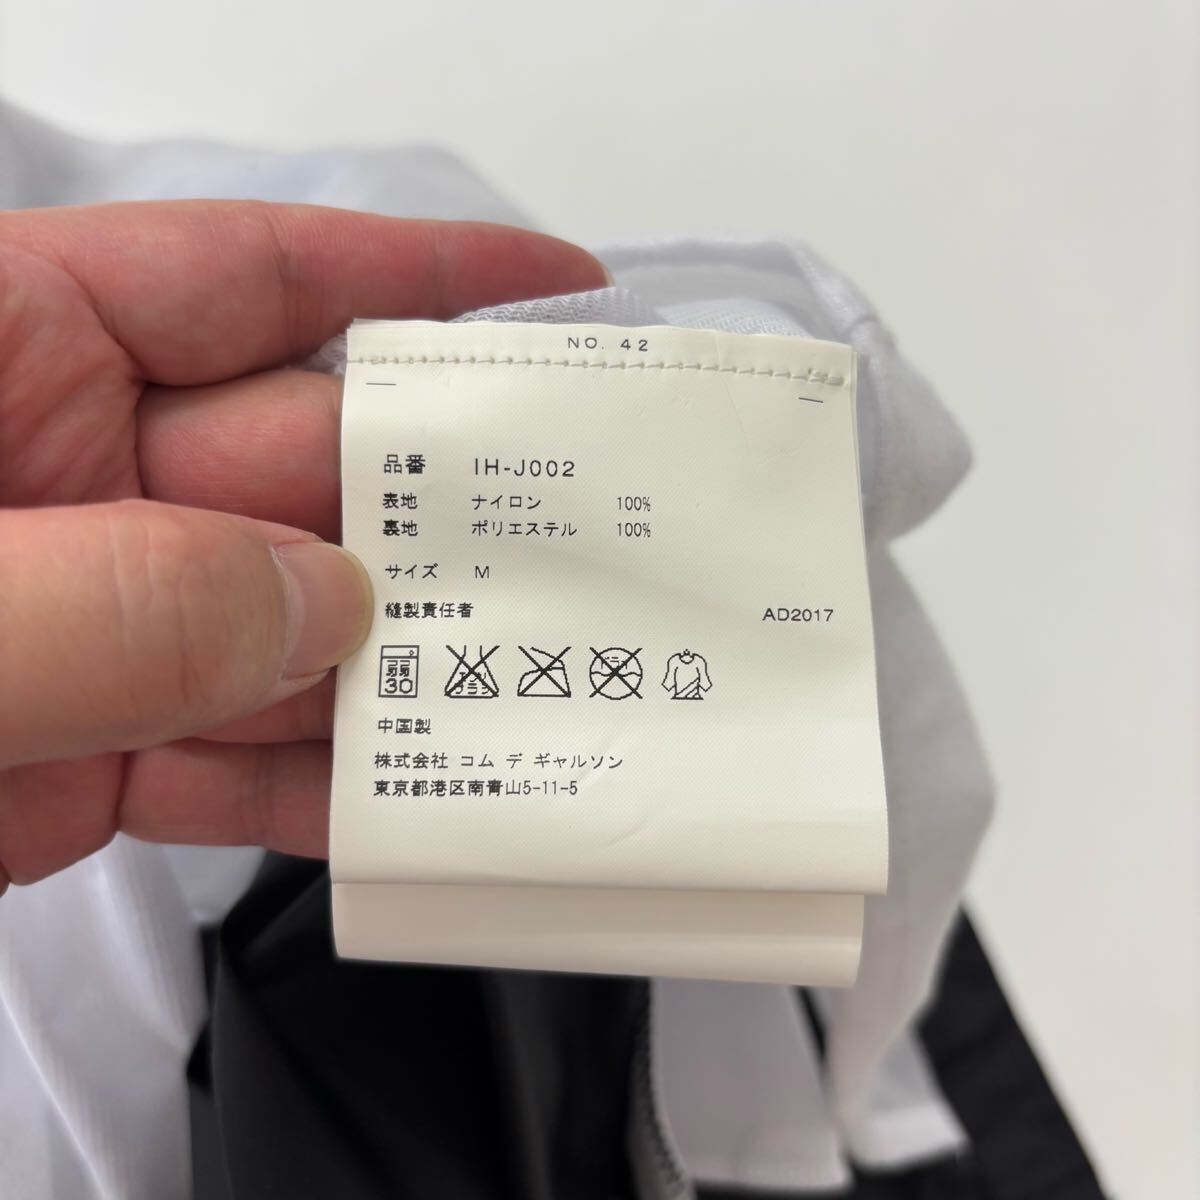 NO. 42
品番 IH-J002
表地 ナイロン 100%
裏地 ポリエステル 100%
サイズ M
縫製責任者 AD2017
弱 30
中国製
株式会社 コム デ ギャルソン
東京都港区南青山5-11-5